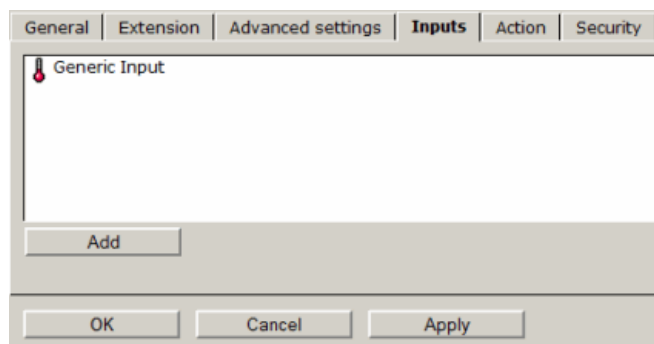 General Extension Advanced settings Inputs Action Security
Generic Input
Add
OK Cancel Apply